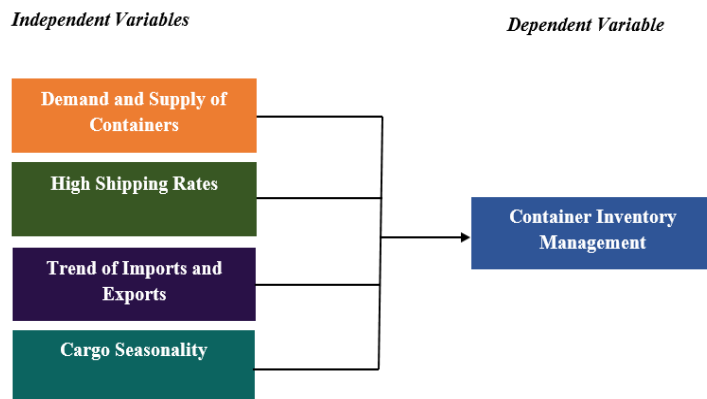 Independent Variables
Dependent Variable
Demand and Supply of
Containers
High Shipping Rates
Trend of Imports and
Exports
Cargo Seasonality
Container Inventory
Management